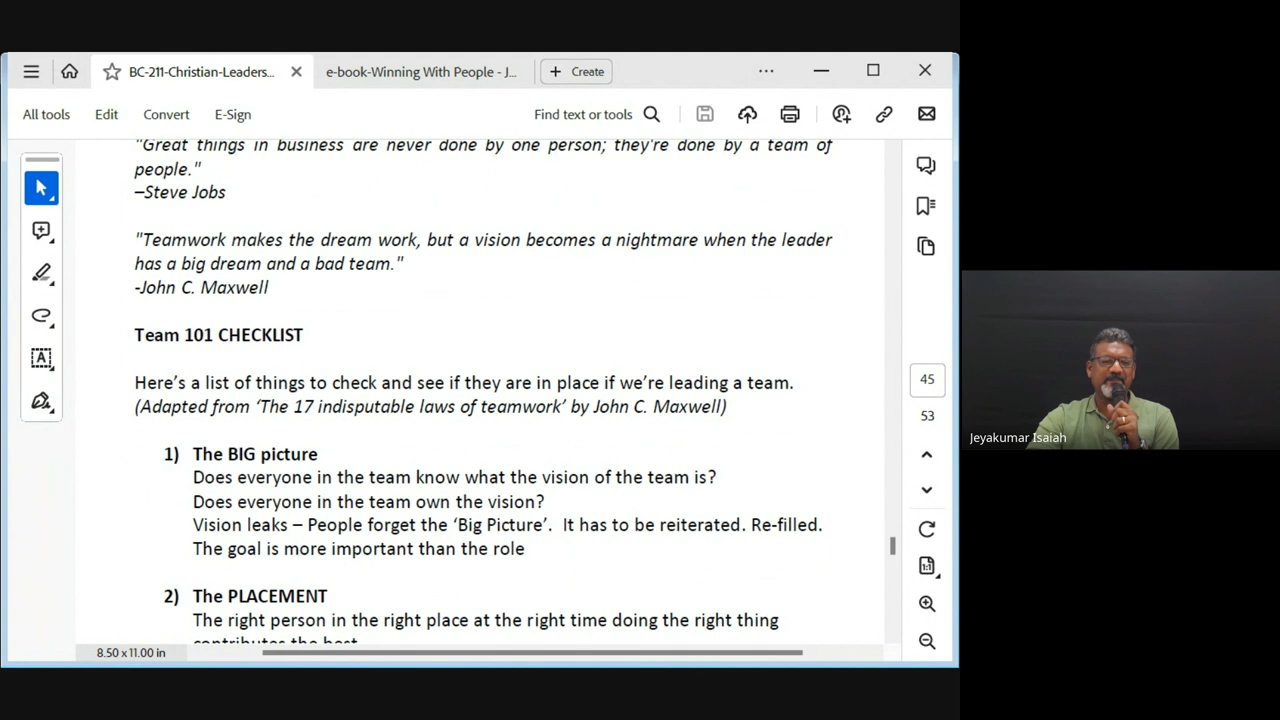 BC-211-Christian-Leaders...
e-book-Winning With People - J...
Create
All tools
Edit
Convert
E-Sign
Find text or tools
"Great things in business are never done by one person; they're done by a team of
people."
–Steve Jobs
"Teamwork makes the dream work, but a vision becomes a nightmare when the leader
has a big dream and a bad team."
-John C. Maxwell
Team 101 CHECKLIST
Here's a list of things to check and see if they are in place if we're leading a team.
(Adapted from 'The 17 indisputable laws of teamwork' by John C. Maxwell)
1) The BIG picture
Does everyone in the team know what the vision of the team is?
Does everyone in the team own the vision?
Vision leaks – People forget the 'Big Picture'. It has to be reiterated. Re-filled.
The goal is more important than the role
2) The PLACEMENT
The right person in the right place at the right time doing the right thing
contributes the best
8.50 x 11.00 in
45
53
1:1
Jeyakumar Isaiah